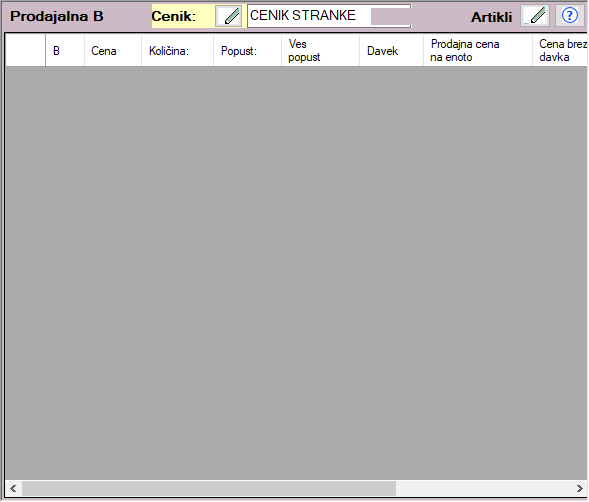 Prodajalna B Cenik: CENIK STRANKE Artikli
B Cena Količina: Popust: Ves popust Davek Prodajna cena na enoto Cena brez davka